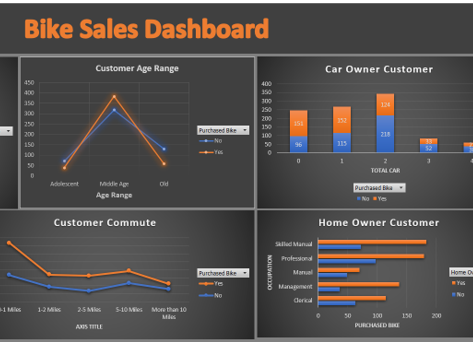 Bike Sales Dashboard
Customer Age Range
450
400
350
300
250
200
150
100
50
0
Adolescent Middle Age Old
Age Range
Purchased Bike
No
Yes
Car Owner Customer
400
350
300
250
200
150
100
50
0
151 152 124 33
96 115 218 52
0 1 2 3 4
TOTAL CAR
Purchased Bike
No Yes
Customer Commute
0-1 Miles 1-2 Miles 2-5 Miles 5-10 Miles More than 10
Miles
AXIS TITLE
Purchased Bike
Yes
No
Home Owner Customer
OCCUPATION
Skilled Manual
Professional
Manual
Management
Clerical
0 50 100 150 200
PURCHASED BIKE
Home Ow
Yes
No